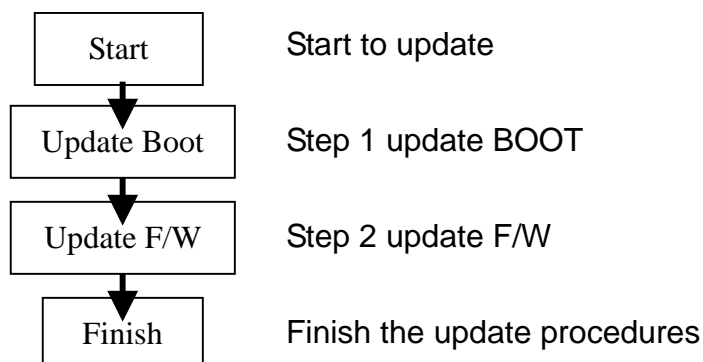 Start
Start to update
Update Boot
Step 1 update BOOT
Update F/W
Step 2 update F/W
Finish
Finish the update procedures